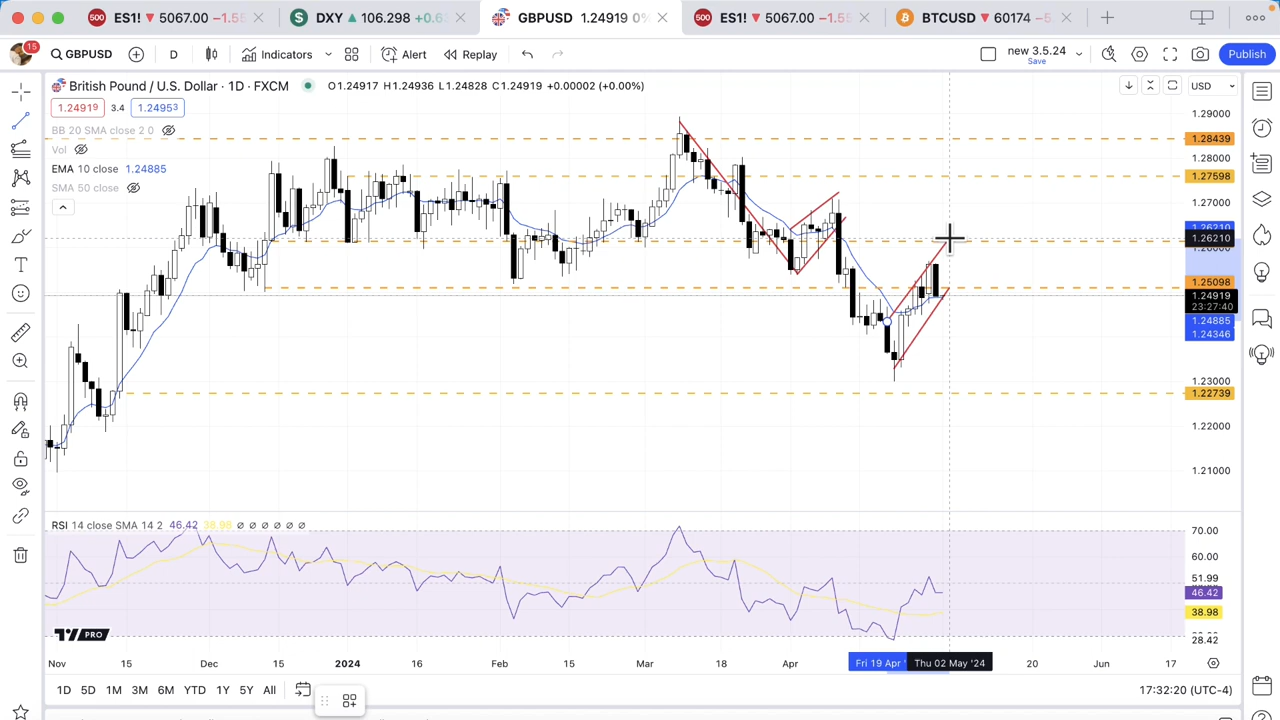 500 ES1! ▼ 5067.00 −1.55
S DXY ▲ 106.298 +0.6
GBPUSD 1.24919 0%
500 ES1! ▼ 5067.00 −1.5
BTCUSD ▼ 60174 −5
15
GBPUSD
D
Indicators
Alert
Replay
new 3.5.24
Save
Publish
British Pound / U.S. Dollar · 1D · FXCM
O1.24917 H1.24936 L1.24828 C1.24919 +0.00002 (+0.00%)
USD
1.24919 3.4 1.24953
BB 20 SMA close 2 0
Vol
EMA 10 close 1.24885
SMA 50 close
1.29000
1.28439
1.28000
1.27598
1.27000
1.26210
1.26210
1.25098
1.24919
23:27:40
1.24885
1.24346
1.23000
1.22739
1.22000
1.21000
RSI 14 close SMA 14 2 46.42 38.98 ∅ ∅ ∅ ∅ ∅ ∅
70.00
60.00
51.99
46.42
38.98
28.42
PRO
Nov 15 Dec 15 2024 16 Feb 15 Mar 18 Apr Fri 19 Apr ' Thu 02 May '24 20 Jun 17
1D 5D 1M 3M 6M YTD 1Y 5Y All
17:32:20 (UTC-4)